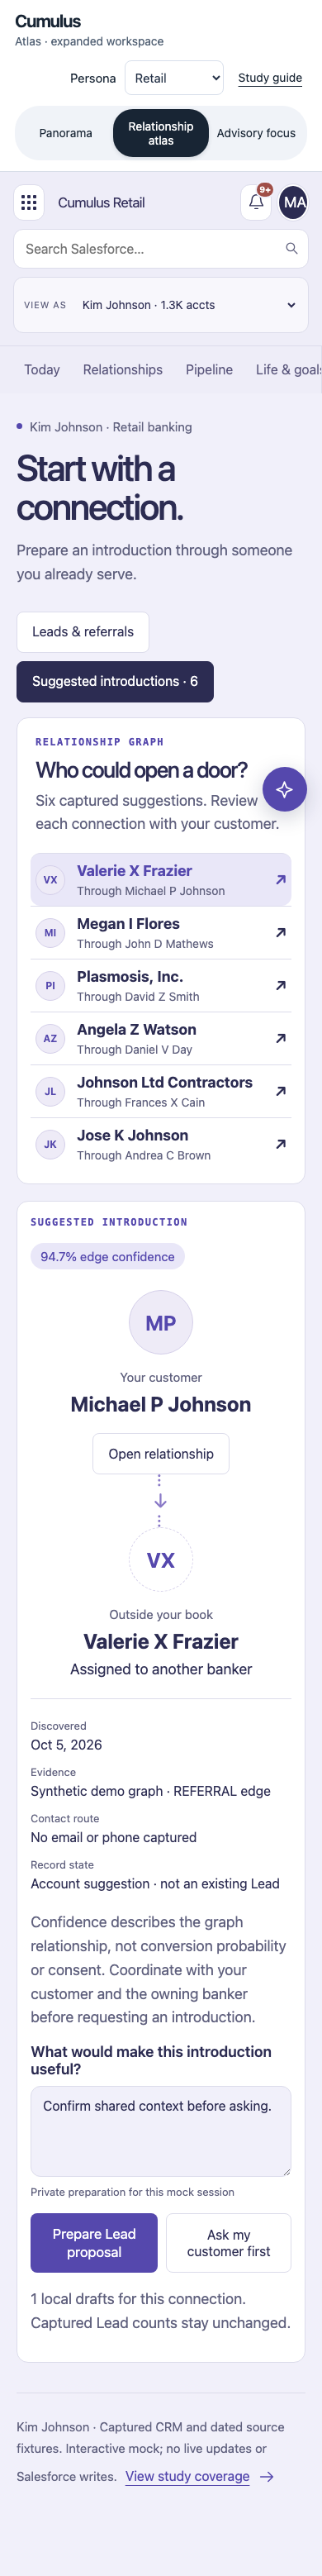 Cumulus
Atlas · expanded workspace
Persona Retail Study guide
Panorama
Relationship
atlas
Advisory focus
Cumulus Retail
9+
MA
Search Salesforce...
VIEW AS Kim Johnson · 1.3K accts
Today Relationships Pipeline Life & goals
Kim Johnson · Retail banking
Start with a
connection.
Prepare an introduction through someone
you already serve.
Leads & referrals
Suggested introductions · 6
RELATIONSHIP GRAPH
Who could open a door?
Six captured suggestions. Review
each connection with your customer.
VX
Valerie X Frazier
Through Michael P Johnson
MI
Megan I Flores
Through John D Mathews
PI
Plasmosis, Inc.
Through David Z Smith
AZ
Angela Z Watson
Through Daniel V Day
JL
Johnson Ltd Contractors
Through Frances X Cain
JK
Jose K Johnson
Through Andrea C Brown
SUGGESTED INTRODUCTION
94.7% edge confidence
MP
Your customer
Michael P Johnson
Open relationship
VX
Outside your book
Valerie X Frazier
Assigned to another banker
Discovered
Oct 5, 2026
Evidence
Synthetic demo graph · REFERRAL edge
Contact route
No email or phone captured
Record state
Account suggestion · not an existing Lead
Confidence describes the graph
relationship, not conversion probability
or consent. Coordinate with your
customer and the owning banker
before requesting an introduction.
What would make this introduction
useful?
Confirm shared context before asking.
Private preparation for this mock session
Prepare Lead
proposal
Ask my
customer first
1 local drafts for this connection.
Captured Lead counts stay unchanged.
Kim Johnson · Captured CRM and dated source
fixtures. Interactive mock; no live updates or
Salesforce writes. View study coverage